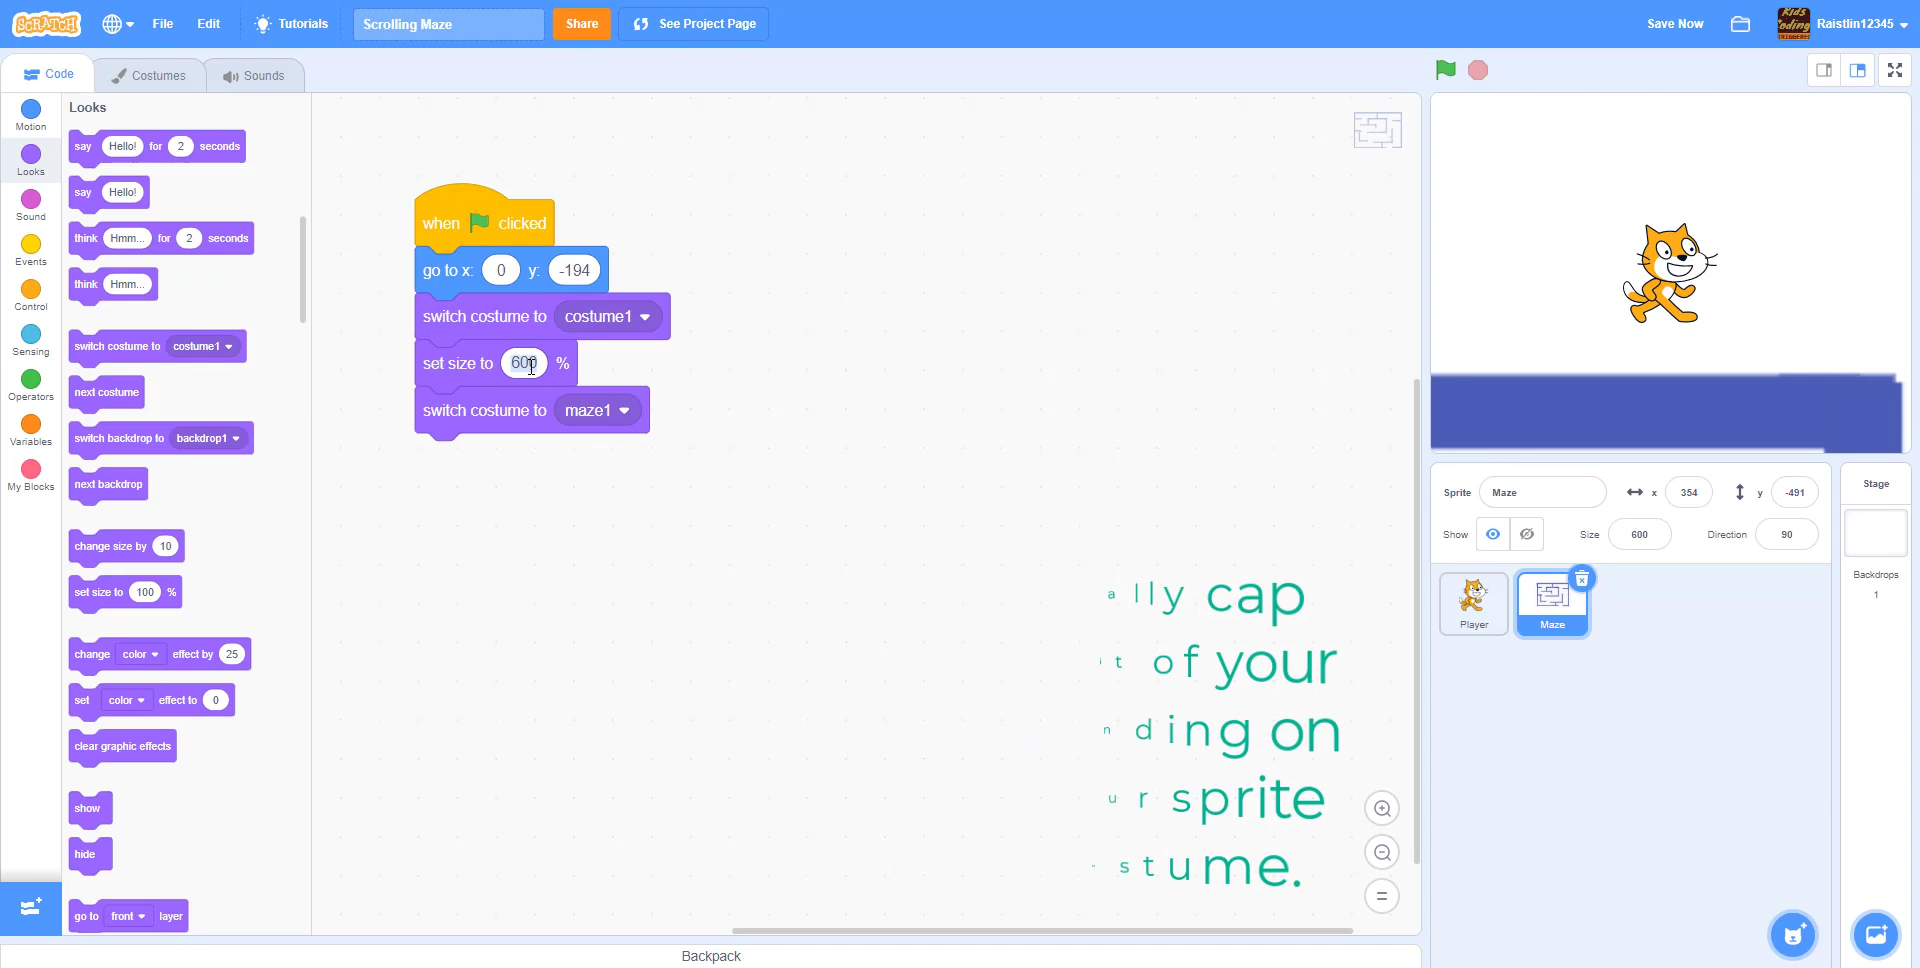 SCRATCH
File
Edit
Tutorials
Scrolling Maze
Share
See Project Page
Save Now
Raistlin12345
Code
Costumes
Sounds
Motion
Looks
Sound
Events
Control
Sensing
Operators
Variables
My Blocks
Looks
say Hello! for 2 seconds
say Hello!
think Hmm... for 2 seconds
think Hmm...
switch costume to costume1
next costume
switch backdrop to backdrop1
next backdrop
change size by 10
set size to 100 %
change color effect by 25
set color effect to 0
clear graphic effects
show
hide
go to front layer
when clicked
go to x: 0 y: -194
switch costume to costume1
set size to 600 %
switch costume to maze1
a lly cap
i t of your
n ding on
u r sprite
s t u me.
Backpack
Sprite Maze x 354 y -491
Show Size 600 Direction 90
Player
Maze
Stage
Backdrops
1